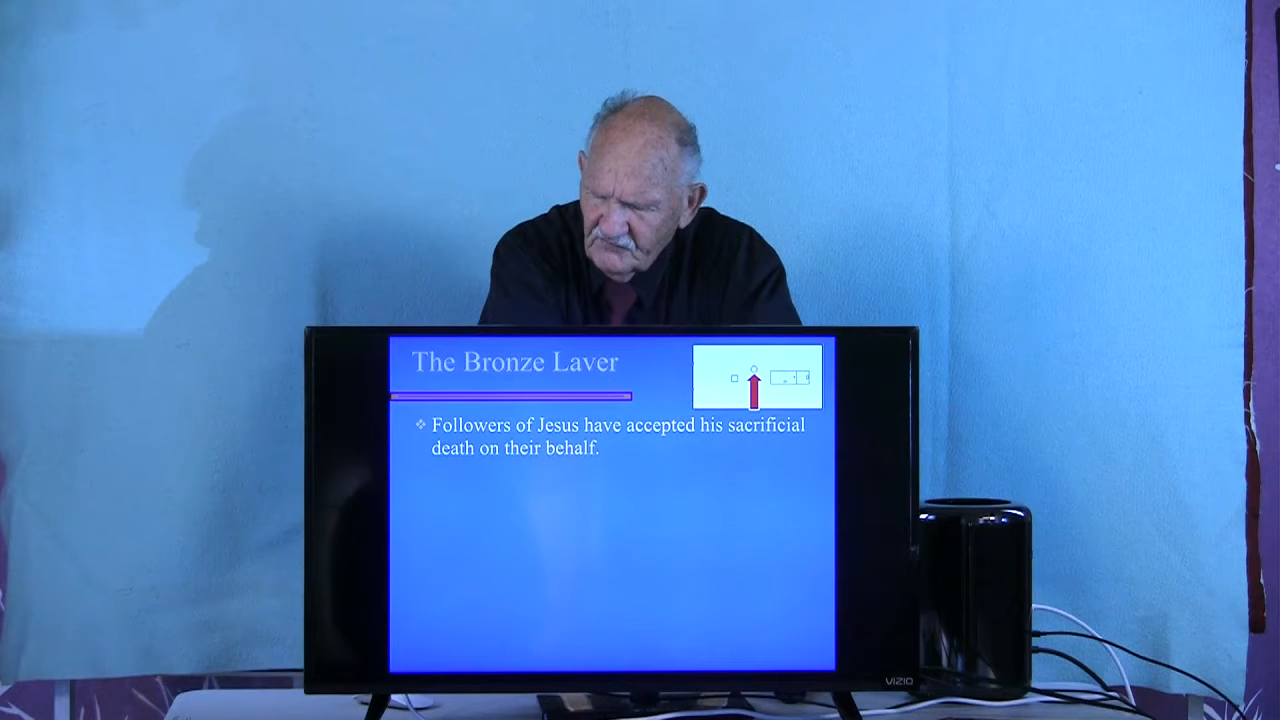 The Bronze Laver
Followers of Jesus have accepted his sacrificial
death on their behalf.
VIZIO